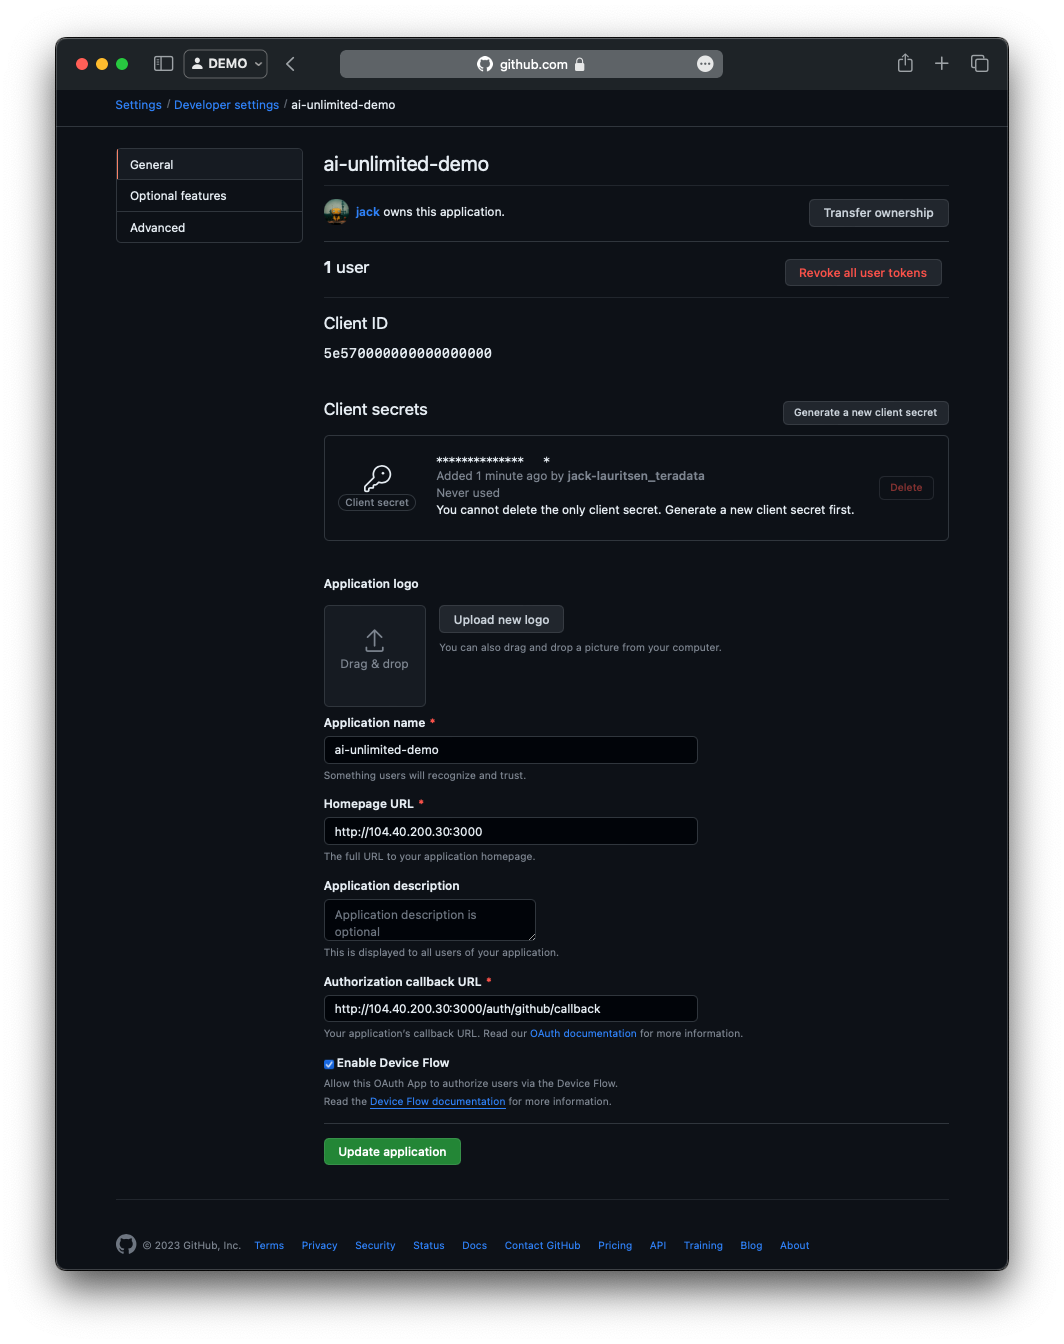 DEMO
github.com
Settings / Developer settings / ai-unlimited-demo
General
Optional features
Advanced
ai-unlimited-demo
jack owns this application.
Transfer ownership
1 user
Revoke all user tokens
Client ID
5e570000000000000000
Client secrets
Generate a new client secret
Client secret
************** *
Added 1 minute ago by jack-lauritsen_teradata
Never used
You cannot delete the only client secret. Generate a new client secret first.
Delete
Application logo
Drag & drop
Upload new logo
You can also drag and drop a picture from your computer.
Application name *
ai-unlimited-demo
Something users will recognize and trust.
Homepage URL *
http://104.40.200.30:3000
The full URL to your application homepage.
Application description
Application description is
optional
This is displayed to all users of your application.
Authorization callback URL *
http://104.40.200.30:3000/auth/github/callback
Your application's callback URL. Read our OAuth documentation for more information.
Enable Device Flow
Allow this OAuth App to authorize users via the Device Flow.
Read the Device Flow documentation for more information.
Update application
© 2023 GitHub, Inc. Terms Privacy Security Status Docs Contact GitHub Pricing API Training Blog About